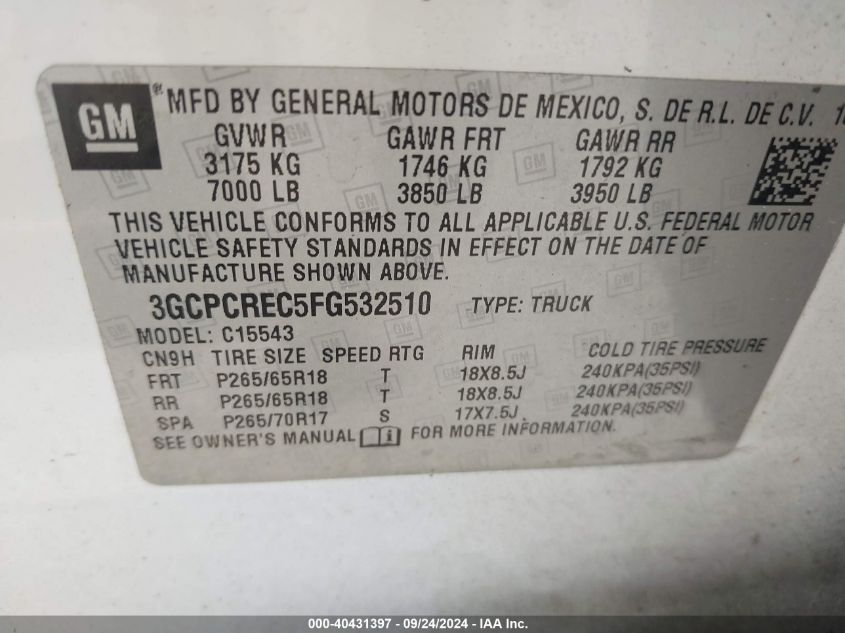 GM ® MFD BY GENERAL MOTORS DE MEXICO, S. DE R.L. DE C.V.
GVWR GAWR FRT GAWR RR
3175 KG 1746 KG 1792 KG
7000 LB 3850 LB 3950 LB
THIS VEHICLE CONFORMS TO ALL APPLICABLE U.S. FEDERAL MOTOR
VEHICLE SAFETY STANDARDS IN EFFECT ON THE DATE OF
MANUFACTURE SHOWN ABOVE.
3GCPCREC5FG532510 TYPE: TRUCK
MODEL: C15543
CN9H TIRE SIZE SPEED RTG RIM COLD TIRE PRESSURE
FRT P265/65R18 T 18X8.5J 240KPA(35PSI)
RR P265/65R18 T 18X8.5J 240KPA(35PSI)
SPA P265/70R17 S 17X7.5J 240KPA(35PSI)
SEE OWNER'S MANUAL i FOR MORE INFORMATION.
000-40431397 - 09/24/2024 - IAA Inc.